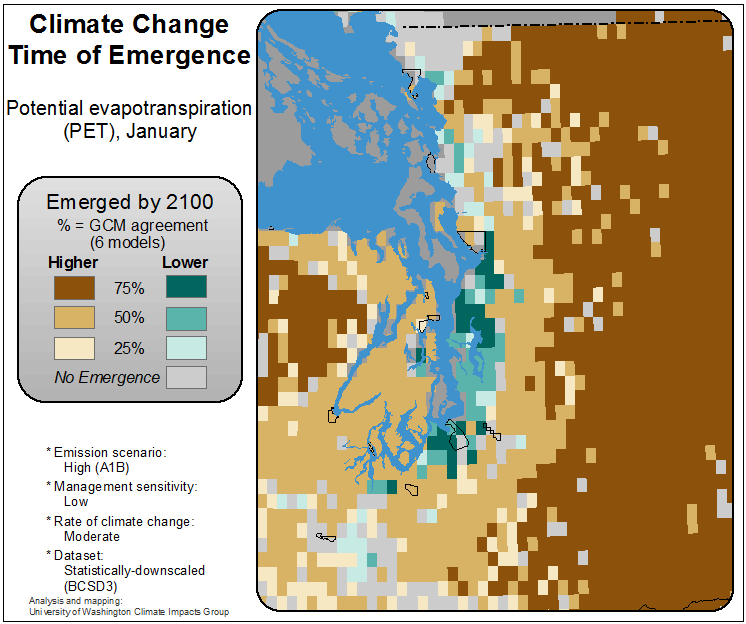 Climate Change
Time of Emergence
Potential evapotranspiration
(PET), January
Emerged by 2100
% = GCM agreement
(6 models)
Higher Lower
75%
50%
25%
No Emergence
* Emission scenario:
High (A1B)
* Management sensitivity:
Low
* Rate of climate change:
Moderate
* Dataset:
Statistically-downscaled
(BCSD3)
Analysis and mapping:
University of Washington Climate Impacts Group